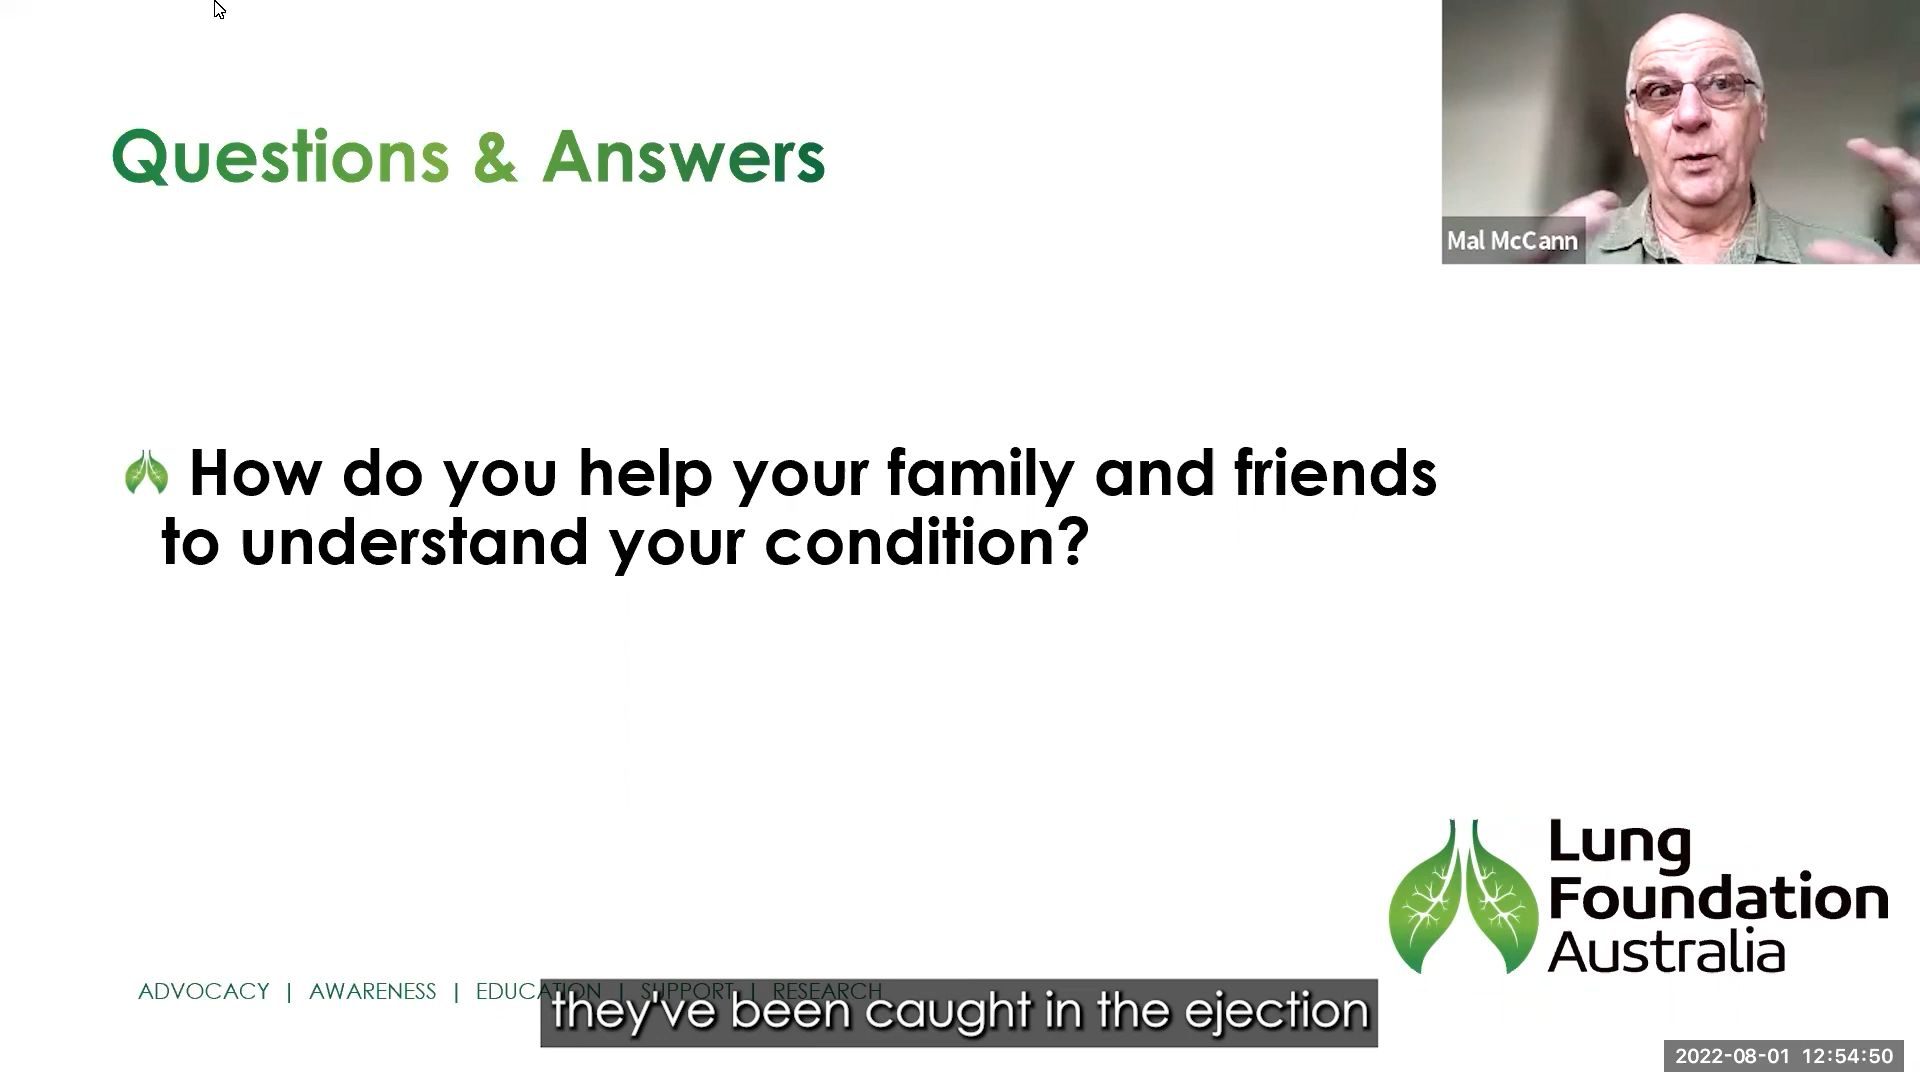 Questions & Answers
Mal McCann
How do you help your family and friends
to understand your condition?
Lung
Foundation
Australia
ADVOCACY | AWARENESS | EDUCATION | SUPPORT | RESEARCH
they've been caught in the ejection
2022-08-01 12:54:50